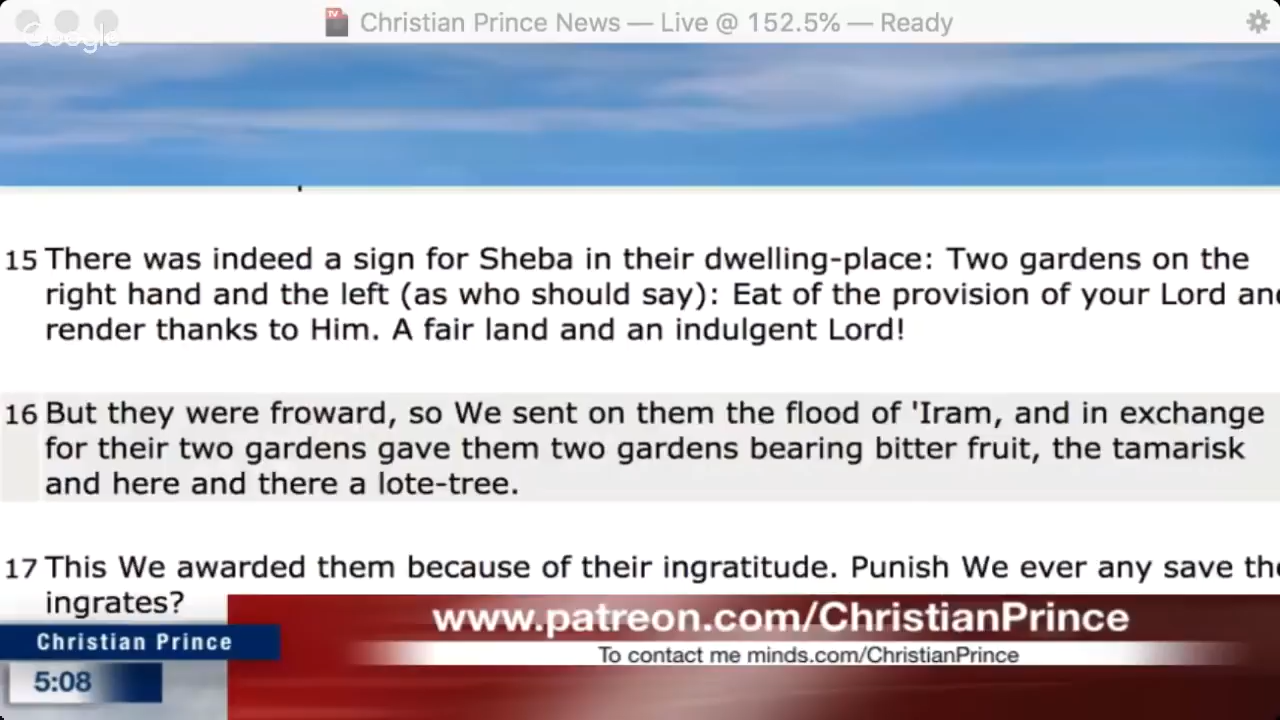 Christian Prince News — Live @ 152.5% — Ready
Google
15 There was indeed a sign for Sheba in their dwelling-place: Two gardens on the
right hand and the left (as who should say): Eat of the provision of your Lord and
render thanks to Him. A fair land and an indulgent Lord!
16 But they were froward, so We sent on them the flood of 'Iram, and in exchange
for their two gardens gave them two gardens bearing bitter fruit, the tamarisk
and here and there a lote-tree.
17 This We awarded them because of their ingratitude. Punish We ever any save the
ingrates?
www.patreon.com/ChristianPrince
Christian Prince
To contact me minds.com/ChristianPrince
5:08